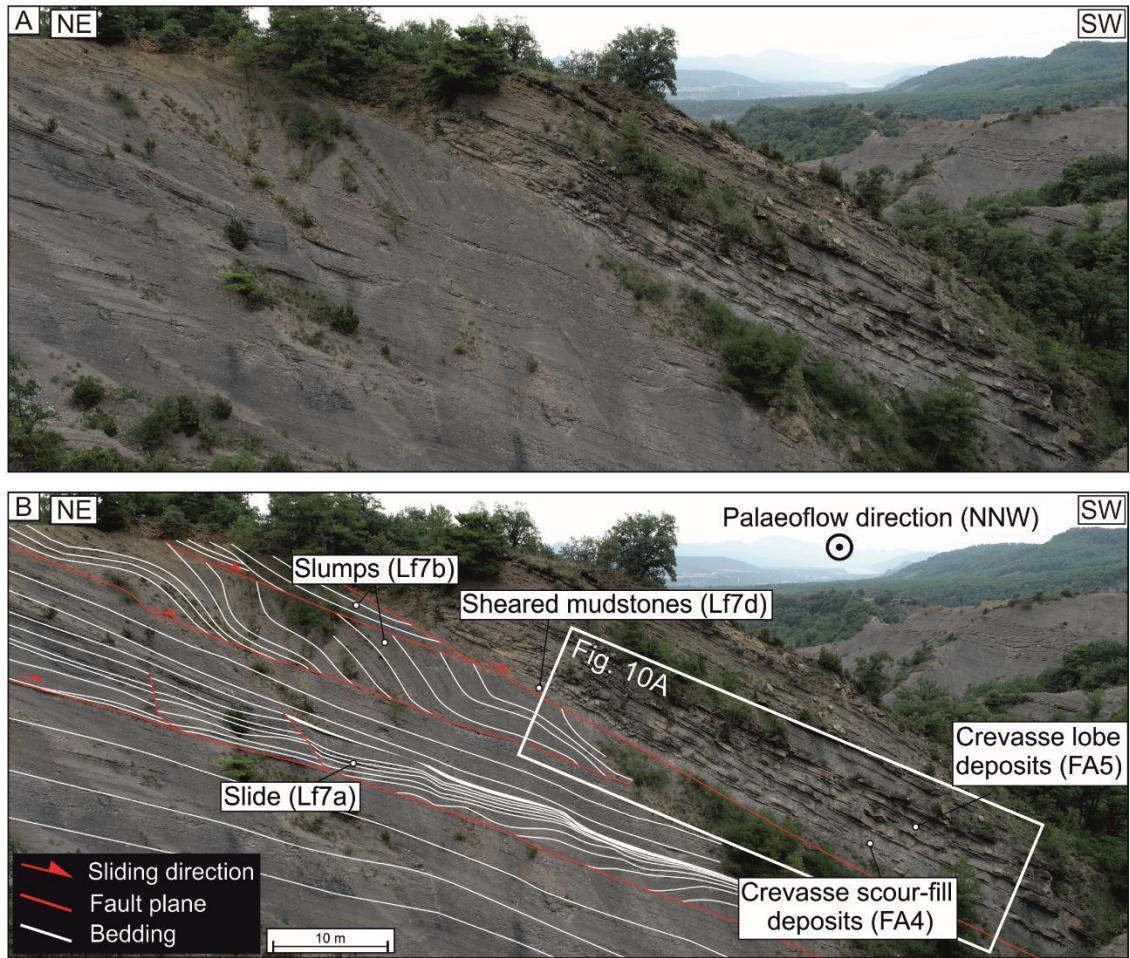 A NE
SW
B NE
SW
Palaeoflow direction (NNW)
Slumps (Lf7b)
Sheared mudstones (Lf7d)
Fig. 10A
Crevasse lobe
deposits (FA5)
Slide (Lf7a)
Crevasse scour-fill
deposits (FA4)
Sliding direction
Fault plane
Bedding
10 m